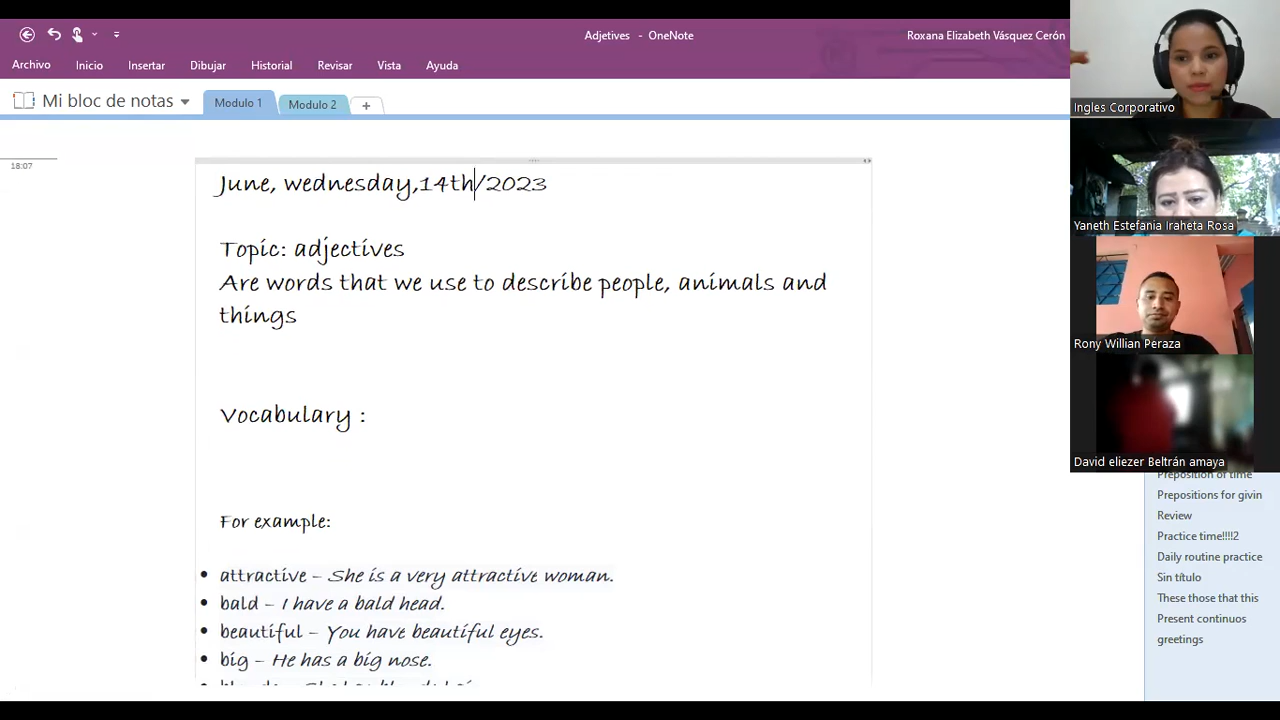 Adjetives - OneNote
Roxana Elizabeth Vásquez Cerón
Archivo Inicio Insertar Dibujar Historial Revisar Vista Ayuda
Mi bloc de notas
Modulo 1
Modulo 2
18:07
June, wednesday,14th/2023
Topic: adjectives
Are words that we use to describe people, animals and
things
Vocabulary :
For example:
• attractive – She is a very attractive woman.
• bald – I have a bald head.
• beautiful – You have beautiful eyes.
• big – He has a big nose.
Ingles Corporativo
Yaneth Estefania Iraheta Rosa
Rony Willian Peraza
David eliezer Beltrán amaya
Preposition of time
Prepositions for givin
Review
Practice time!!!!2
Daily routine practice
Sin título
These those that this
Present continuos
greetings